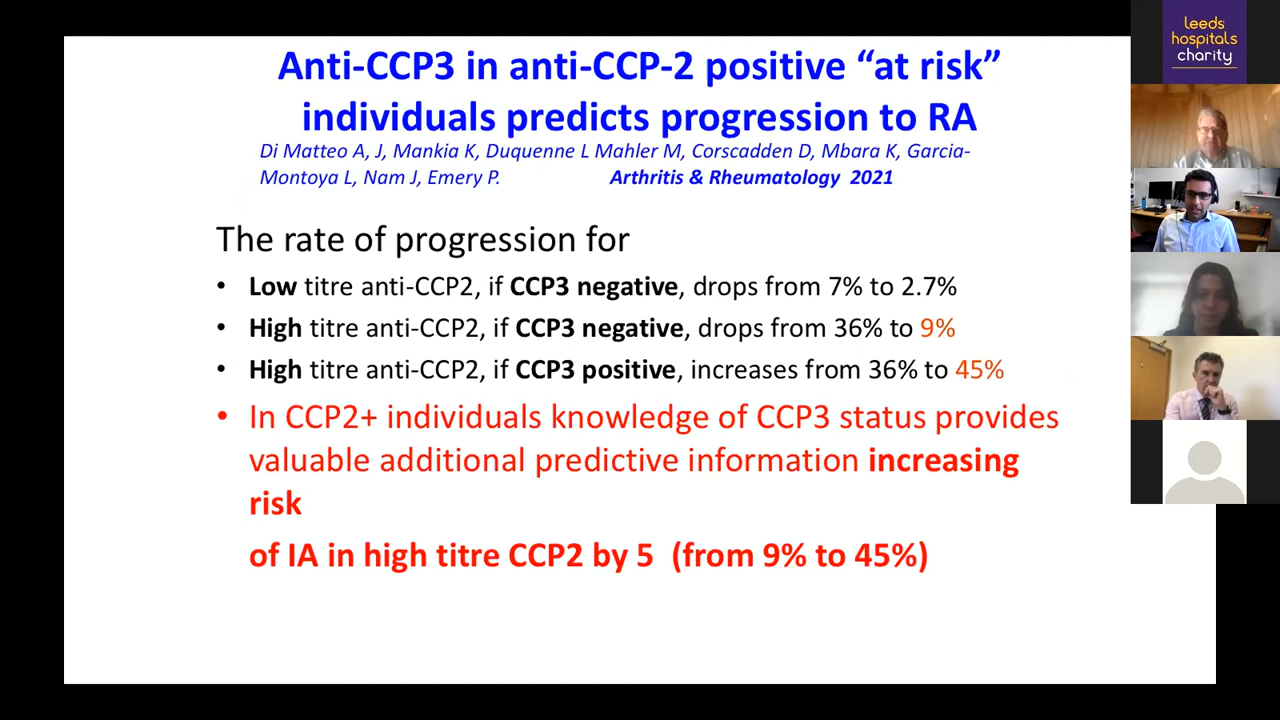 Anti-CCP3 in anti-CCP-2 positive “at risk”
individuals predicts progression to RA
Di Matteo A, J, Mankia K, Duquenne L Mahler M, Corscadden D, Mbara K, Garcia-
Montoya L, Nam J, Emery P. Arthritis & Rheumatology 2021
The rate of progression for
• Low titre anti-CCP2, if CCP3 negative, drops from 7% to 2.7%
• High titre anti-CCP2, if CCP3 negative, drops from 36% to 9%
• High titre anti-CCP2, if CCP3 positive, increases from 36% to 45%
• In CCP2+ individuals knowledge of CCP3 status provides
valuable additional predictive information increasing
risk
of IA in high titre CCP2 by 5 (from 9% to 45%)
leeds
hospitals
charity